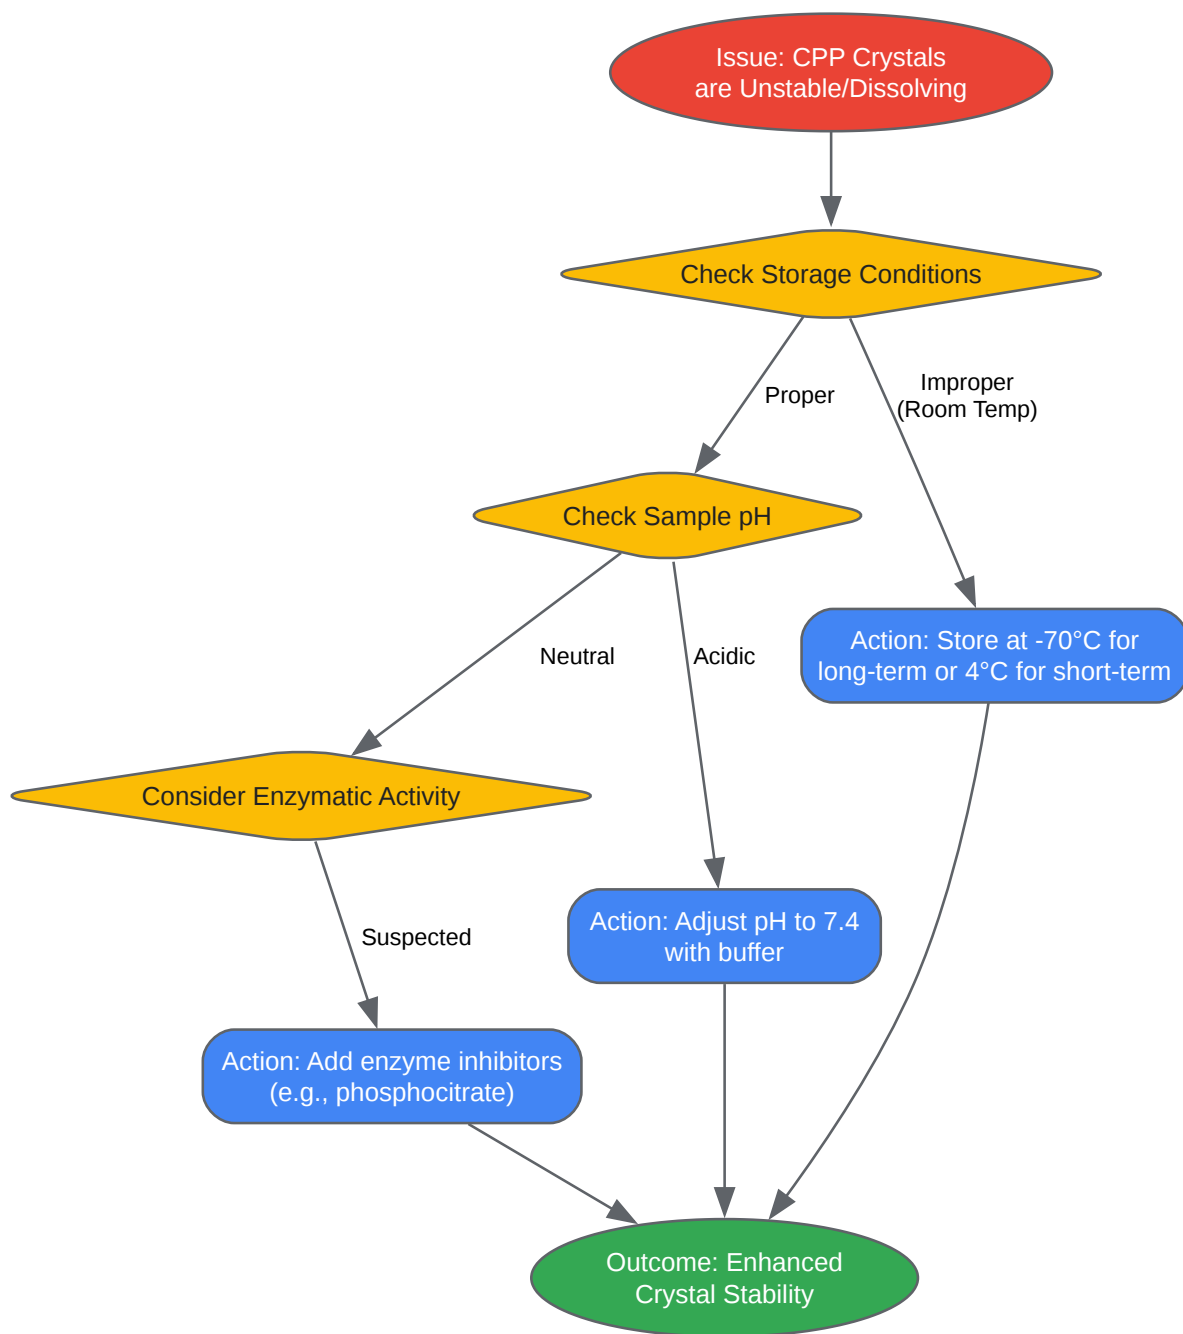 Issue: CPP Crystals
are Unstable/Dissolving
Check Storage Conditions
Proper
Improper
(Room Temp)
Check Sample pH
Neutral
Acidic
Action: Store at -70°C for
long-term or 4°C for short-term
Consider Enzymatic Activity
Suspected
Action: Adjust pH to 7.4
with buffer
Action: Add enzyme inhibitors
(e.g., phosphocitrate)
Outcome: Enhanced
Crystal Stability